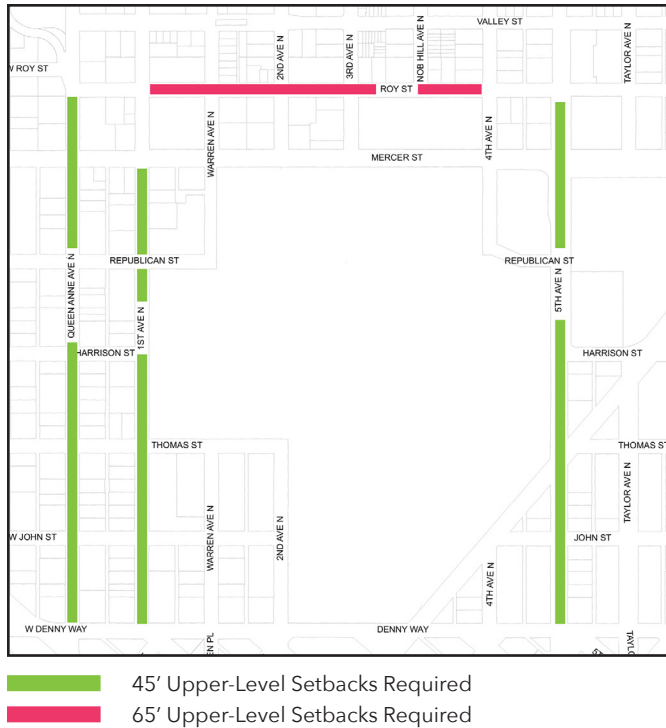 VALLEY ST
2ND AVE N
3RD AVE N
NOB HILL AVE N
TAYLOR AVE N
W ROY ST
ROY ST
WARREN AVE N
4TH AVE N
MERCER ST
QUEEN ANNE AVE N
REPUBLICAN ST
REPUBLICAN ST
1ST AVE N
5TH AVE N
HARRISON ST
HARRISON ST
THOMAS ST
THOMAS ST
WARREN AVE N
2ND AVE N
TAYLOR AVE N
W JOHN ST
JOHN ST
4TH AVE N
W DENNY WAY
DENNY WAY
EN PL
45' Upper-Level Setbacks Required
65' Upper-Level Setbacks Required